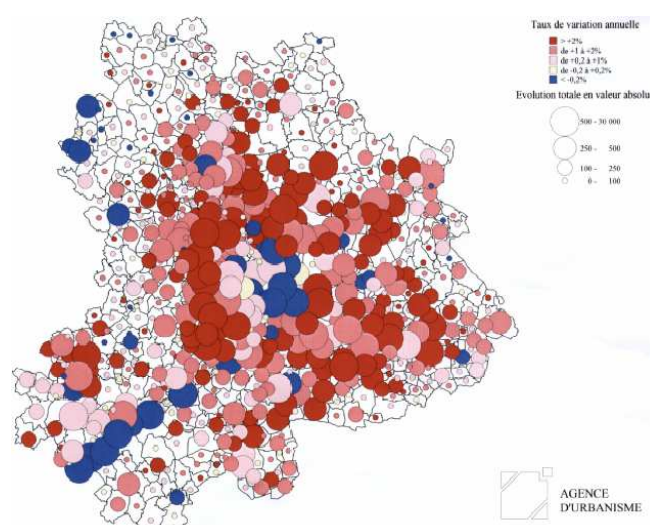 Taux de variation annuelle
> +2%
de +1 à +2%
de +0,2 à +1%
de -0,2 à +0,2%
< -0,2%
Evolution totale en valeur absolu
500 - 30 000
250 - 500
100 - 250
0 - 100
AGENCE
D'URBANISME